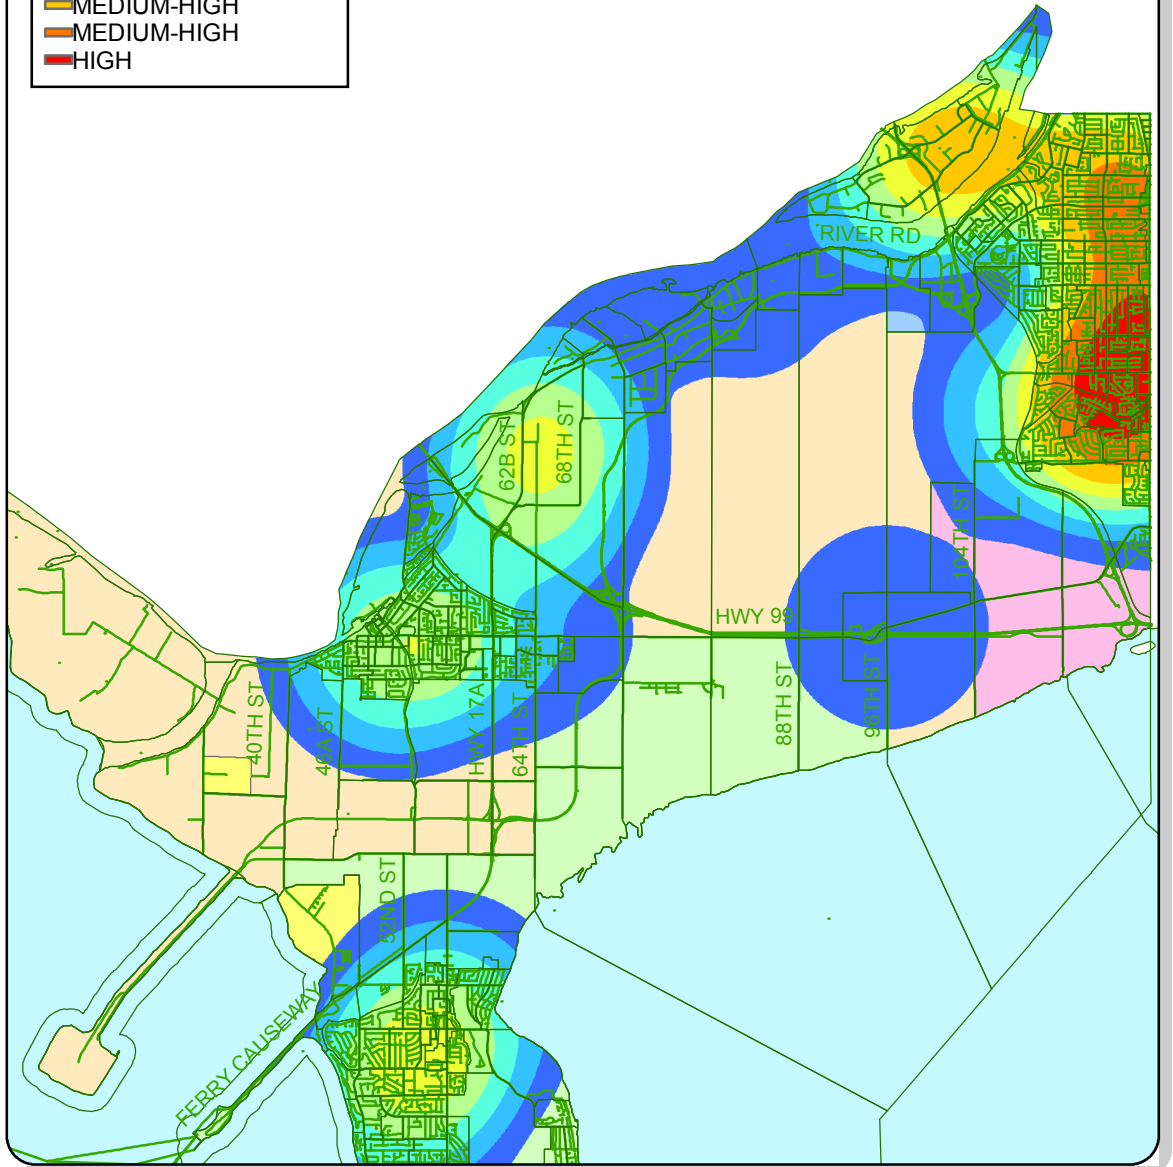 MEDIUM-HIGH
MEDIUM-HIGH
HIGH
RIVER RD
62B ST
68TH ST
104TH ST
HWY 99
40TH ST
46A ST
HWY 17A
64TH ST
88TH ST
96TH ST
52ND ST
FERRY CAUSEWAY